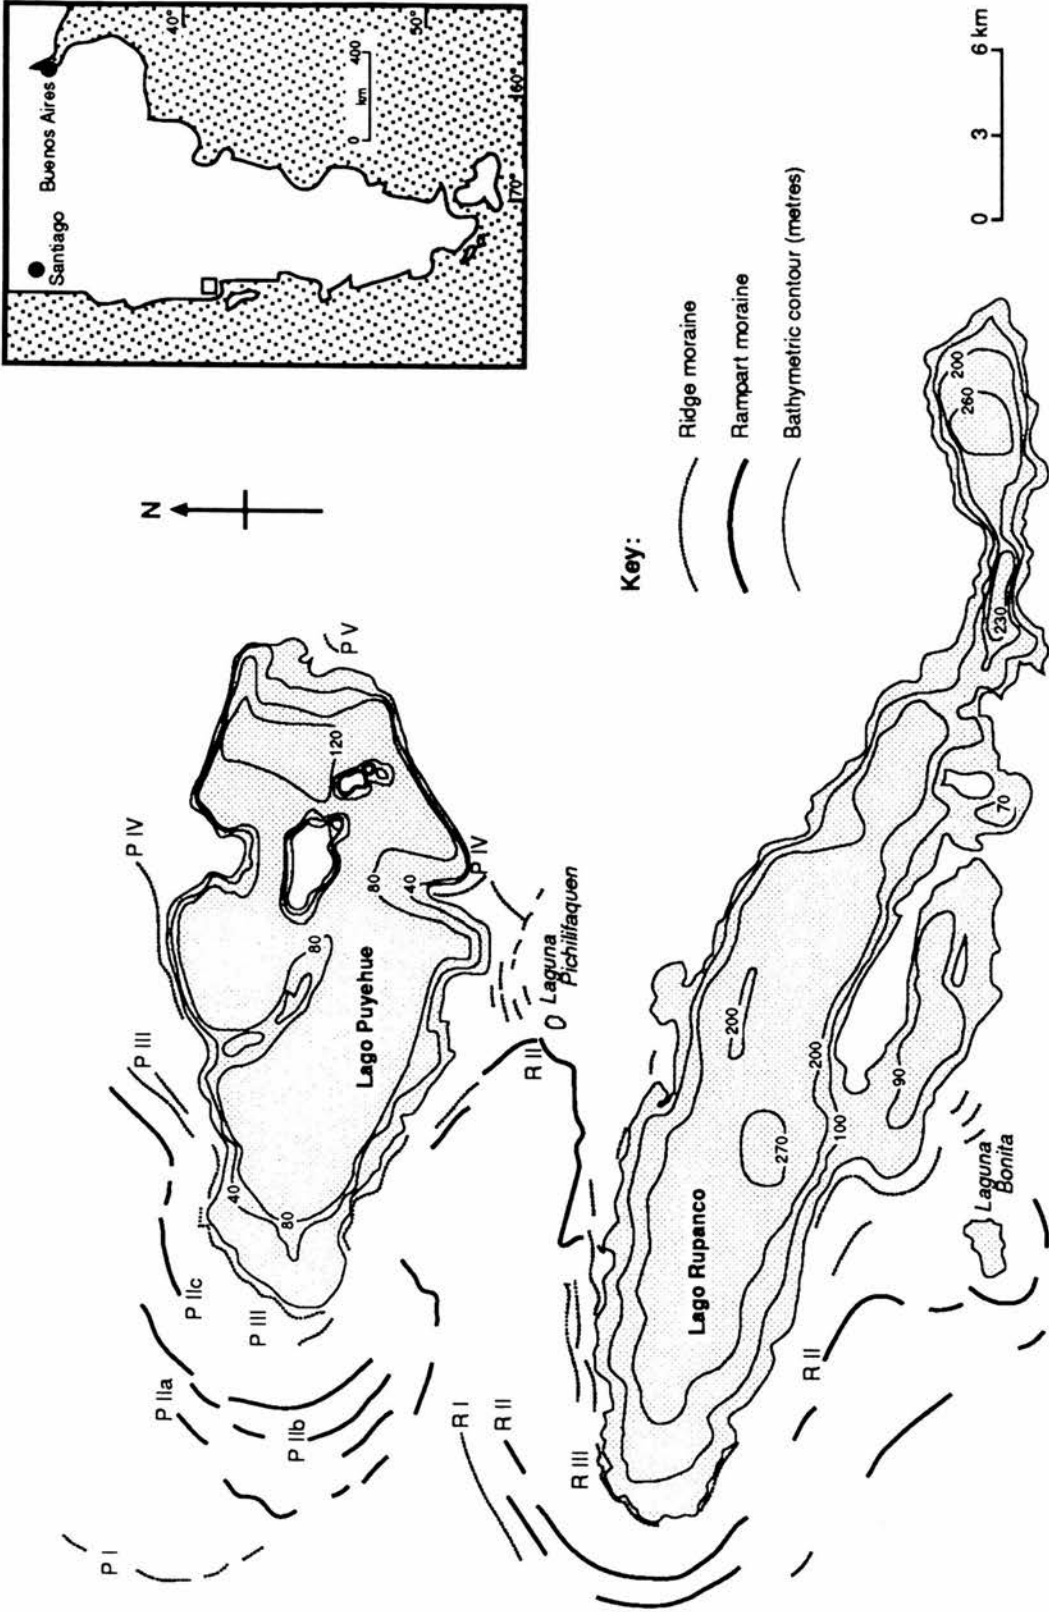 Santiago
Buenos Aires
40°
50°
0 km 400
70°
60°
N
P I
P IIa
P IIb
P IIc
P III
P III
P IV
P IV
P V
40
80
80
80
40
120
Lago Puyehue
Laguna
Pichilifaquen
R I
R II
R II
R III
R II
Lago Rupanco
270
200
200
100
90
70
230
260
200
Laguna
Bonita
Key:
Ridge moraine
Rampart moraine
Bathymetric contour (metres)
0 3 6 km